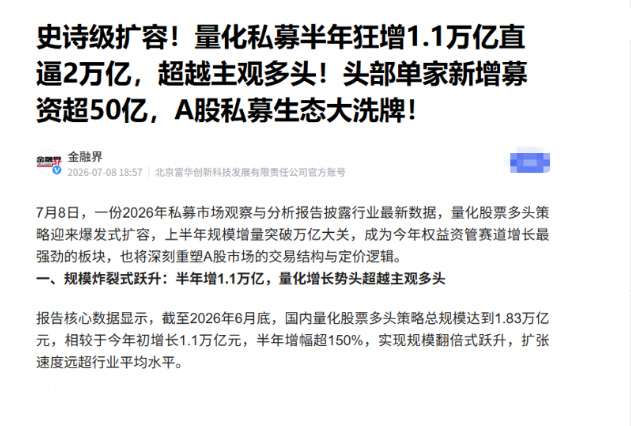 史诗级扩容！量化私募半年狂增1.1万亿直
逼2万亿，超越主观多头！头部单家新增募
资超50亿，A股私募生态大洗牌！
金融界
金融界
2026-07-08 18:57 北京富华创新科技发展有限责任公司官方账号
7月8日，一份2026年私募市场观察与分析报告披露行业最新数据，量化股票多头策
略迎来爆发式扩容，上半年规模增量突破万亿大关，成为今年权益资管赛道增长最
强劲的板块，也将深刻重塑A股市场的交易结构与定价逻辑。
一、规模炸裂式跃升：半年增1.1万亿，量化增长势头超越主观多头
报告核心数据显示，截至2026年6月底，国内量化股票多头策略总规模达到1.83万亿
元，相较于今年初增长1.1万亿元，半年增幅超150%，实现规模翻倍式跃升，扩张
速度远超行业平均水平。